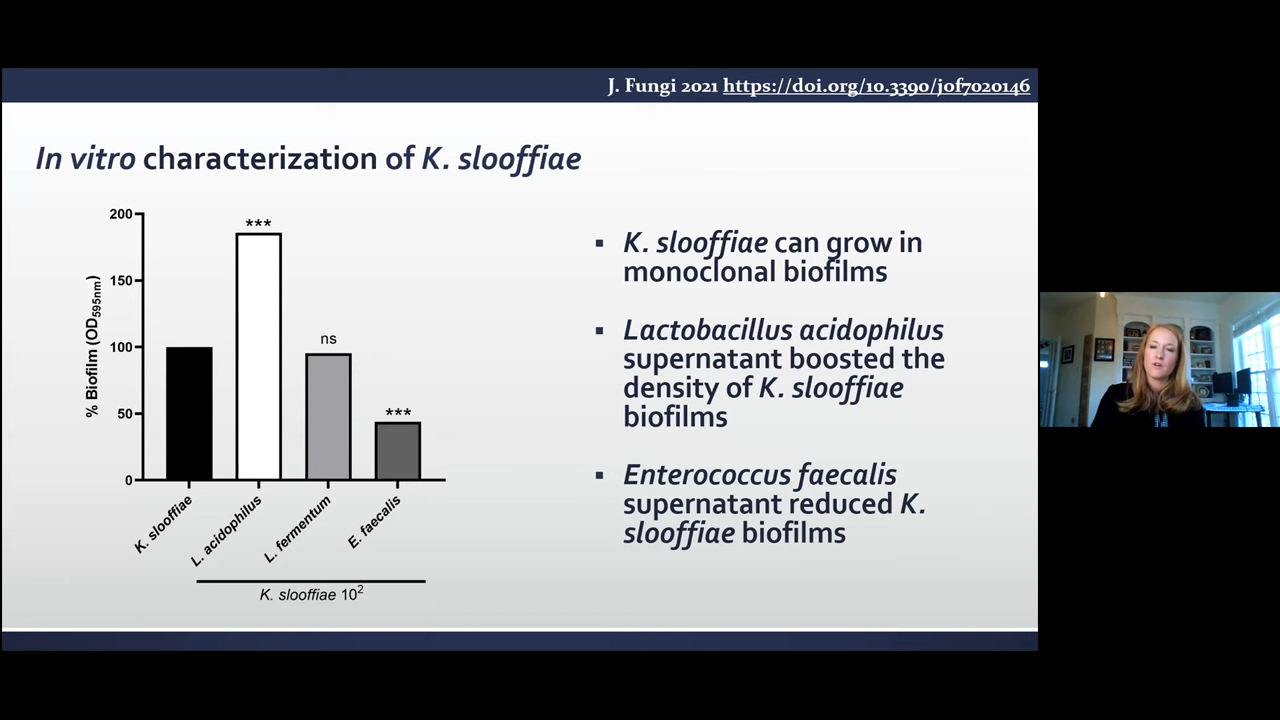 J. Fungi 2021 https://doi.org/10.3390/jof7020146
In vitro characterization of K. slooffiae
200
150
100
50
0
% Biofilm (OD595nm)
***
ns
***
K. slooffiae
L. acidophilus
L. fermentum
E. faecalis
K. slooffiae 10²
▪ K. slooffiae can grow in
monoclonal biofilms
▪ Lactobacillus acidophilus
supernatant boosted the
density of K. slooffiae
biofilms
▪ Enterococcus faecalis
supernatant reduced K.
slooffiae biofilms